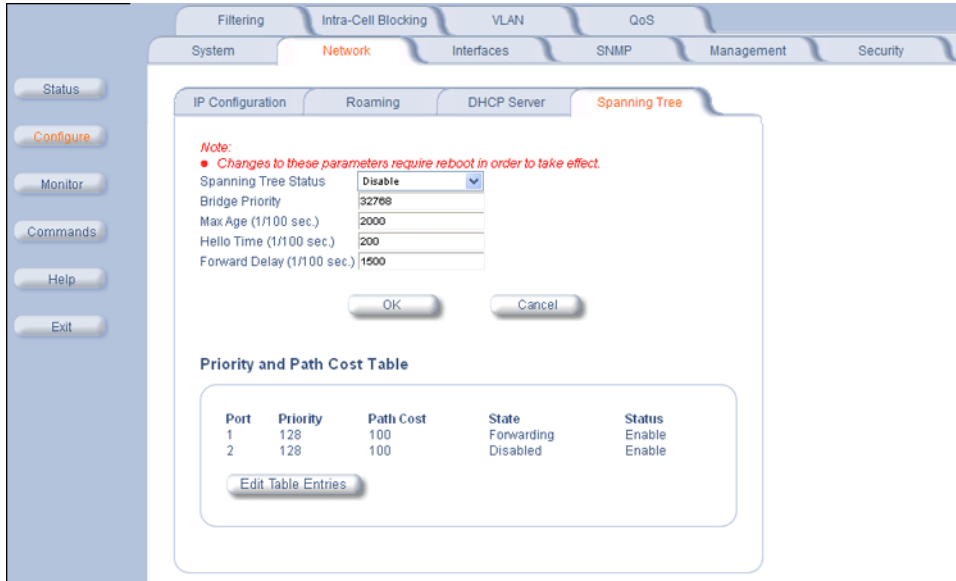 Filtering Intra-Cell Blocking VLAN QoS
System Network Interfaces SNMP Management Security
Status
Configure
Monitor
Commands
Help
Exit
IP Configuration Roaming DHCP Server Spanning Tree
Note:
• Changes to these parameters require reboot in order to take effect.
Spanning Tree Status Disable
Bridge Priority 32768
Max Age (1/100 sec.) 2000
Hello Time (1/100 sec.) 200
Forward Delay (1/100 sec.) 1500
OK Cancel
Priority and Path Cost Table
Port Priority Path Cost State Status
1 128 100 Forwarding Enable
2 128 100 Disabled Enable
Edit Table Entries